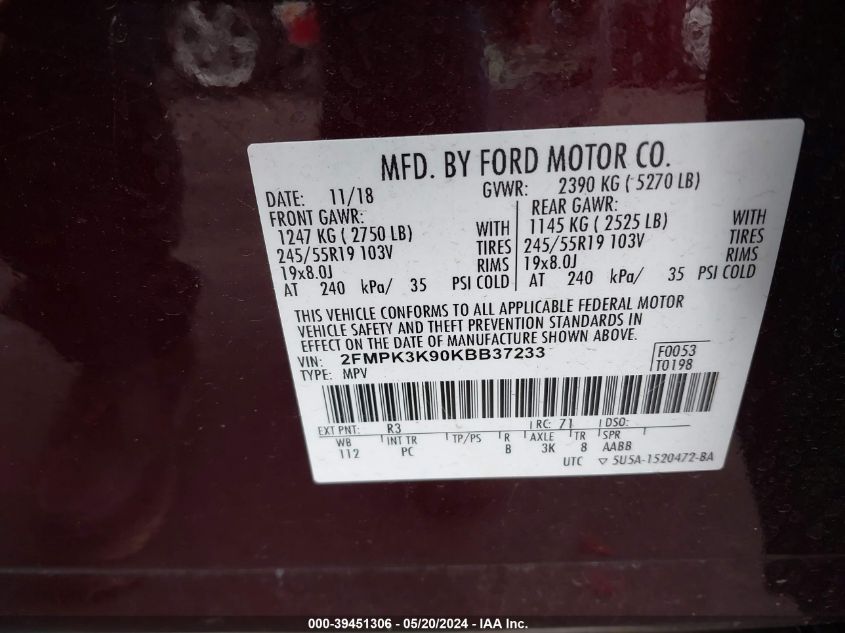 MFD. BY FORD MOTOR CO.
DATE: 11/18 GVWR: 2390 KG ( 5270 LB)
FRONT GAWR: REAR GAWR:
1247 KG ( 2750 LB) WITH 1145 KG ( 2525 LB) WITH
245/55R19 103V TIRES 245/55R19 103V TIRES
19x8.0J RIMS 19x8.0J RIMS
AT 240 kPa/ 35 PSI COLD AT 240 kPa/ 35 PSI COLD
THIS VEHICLE CONFORMS TO ALL APPLICABLE FEDERAL MOTOR
VEHICLE SAFETY AND THEFT PREVENTION STANDARDS IN
EFFECT ON THE DATE OF MANUFACTURE SHOWN ABOVE.
VIN: 2FMPK3K90KBB37233 F0053
TYPE: MPV T0198
EXT PNT: R3 RC: 71 DSO:
WB INT TR TP/PS R AXLE TR SPR
112 PC B 3K 8 AABB
UTC ▽ 5U5A-1520472-BA
000-39451306 - 05/20/2024 - IAA Inc.